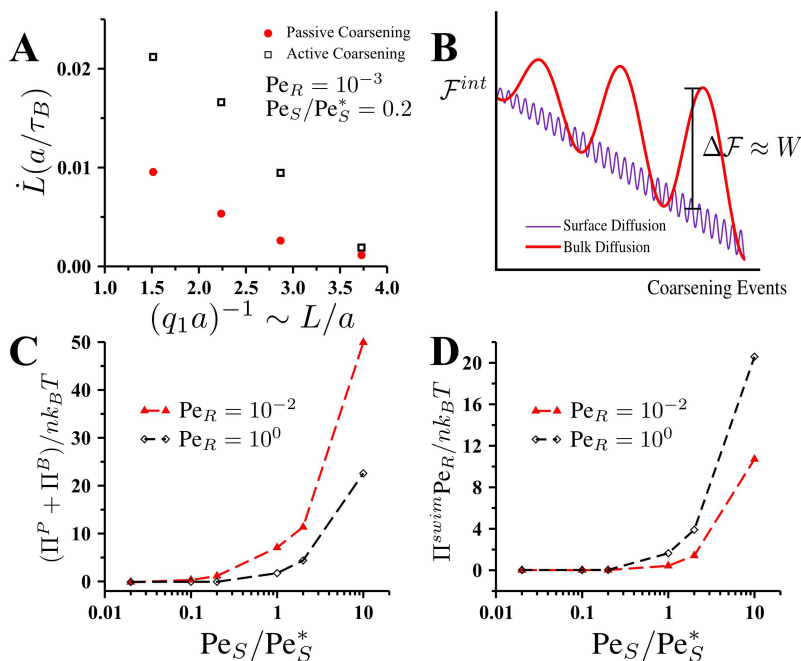 A
Passive Coarsening
Active Coarsening
Pe_R = 10^{-3}
Pe_S/Pe_S^* = 0.2
0.02
0.01
0.00
L̇(a/τ_B)
1.0 1.5 2.0 2.5 3.0 3.5 4.0
(q_1a)^{-1} ∼ L/a
B
ℱ^{int}
Δℱ ≈ W
Surface Diffusion
Bulk Diffusion
Coarsening Events
C
50
40
30
20
10
0
(Π^P + Π^B)/nk_BT
Pe_R = 10^{-2}
Pe_R = 10^0
0.01 0.1 1 10
Pe_S/Pe_S^*
D
20
16
12
8
4
0
Π^{swim}Pe_R/nk_BT
Pe_R = 10^{-2}
Pe_R = 10^0
0.01 0.1 1 10
Pe_S/Pe_S^*